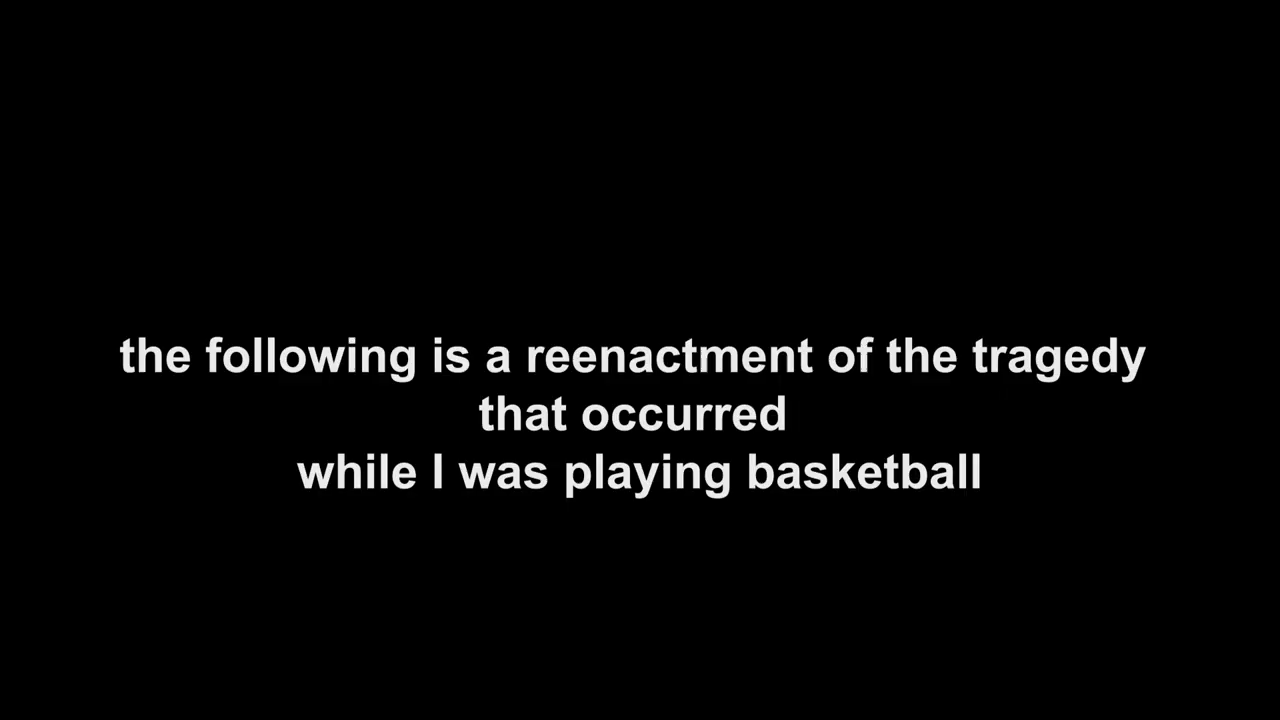 the following is a reenactment of the tragedy
that occurred
while I was playing basketball